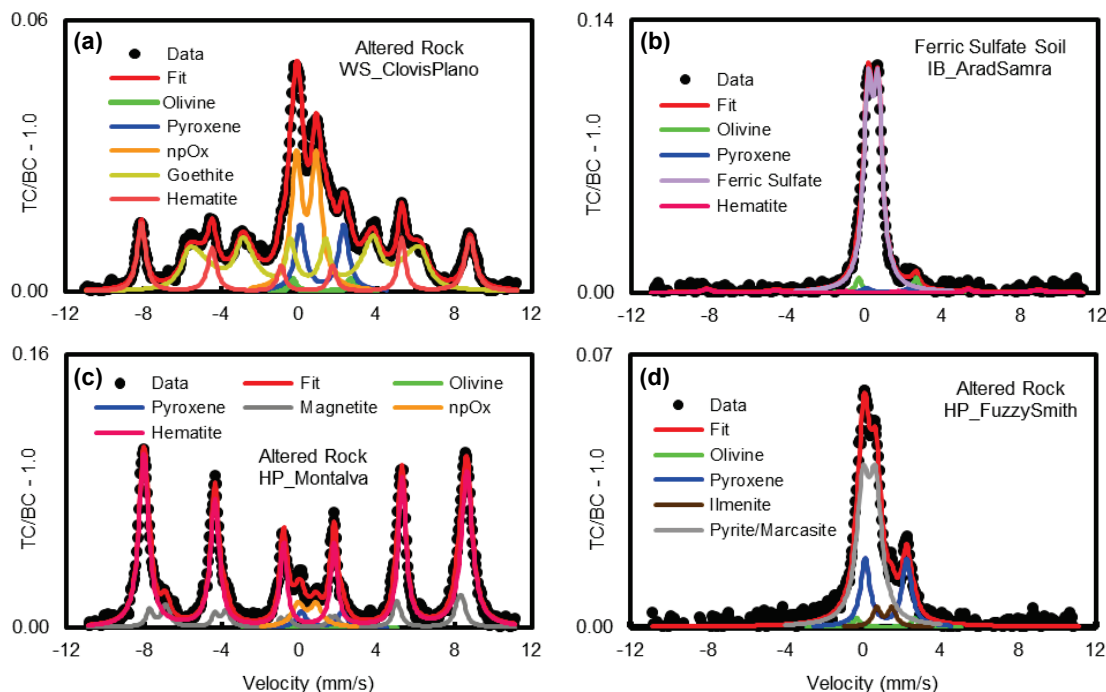 0.06
(a)
Altered Rock
WS_ClovisPlano
Data
Fit
Olivine
Pyroxene
npOx
Goethite
Hematite
TC/BC - 1.0
0.00
-12 -8 -4 0 4 8 12
0.14
(b)
Ferric Sulfate Soil
IB_AradSamra
Data
Fit
Olivine
Pyroxene
Ferric Sulfate
Hematite
TC/BC - 1.0
0.00
-12 -8 -4 0 4 8 12
0.16
(c)
Data Fit Olivine
Pyroxene Magnetite npOx
Hematite
Altered Rock
HP_Montalva
TC/BC - 1.0
0.00
-12 -8 -4 0 4 8 12
Velocity (mm/s)
0.07
(d)
Altered Rock
HP_FuzzySmith
Data
Fit
Olivine
Pyroxene
Ilmenite
Pyrite/Marcasite
TC/BC - 1.0
0.00
-12 -8 -4 0 4 8 12
Velocity (mm/s)